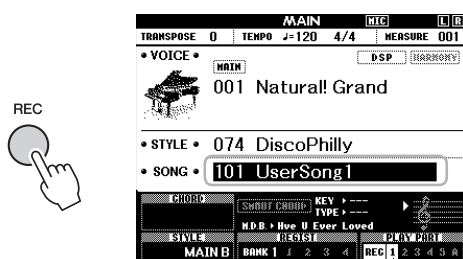 MAIN MIC L R
TRANSPOSE 0 TEMPO ♩=120 4/4 MEASURE 001
• VOICE • DSP HARMONY
MAIN
001 Natural! Grand
REC
• STYLE • 074 DiscoPhilly
• SONG • 101 UserSong1
CHORD
SMART CHORD KEY ▸ ---
TYPE ▸ ---
M.D.B. ▸ Hve U Ever Loved
STYLE REGIST PLAY PART
MAIN B BANK 1 1 2 3 4 REC 1 2 3 4 5 A